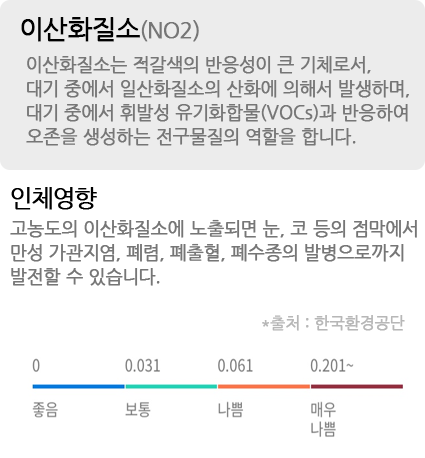 이산화질소(NO2)
이산화질소는 적갈색의 반응성이 큰 기체로서,
대기 중에서 일산화질소의 산화에 의해서 발생하며,
대기 중에서 휘발성 유기화합물(VOCs)과 반응하여
오존을 생성하는 전구물질의 역할을 합니다.
인체영향
고농도의 이산화질소에 노출되면 눈, 코 등의 점막에서
만성 가관지염, 폐렴, 폐출혈, 폐수종의 발병으로까지
발전할 수 있습니다.
*출처 : 한국환경공단
0 0.031 0.061 0.201~
좋음 보통 나쁨 매우
나쁨